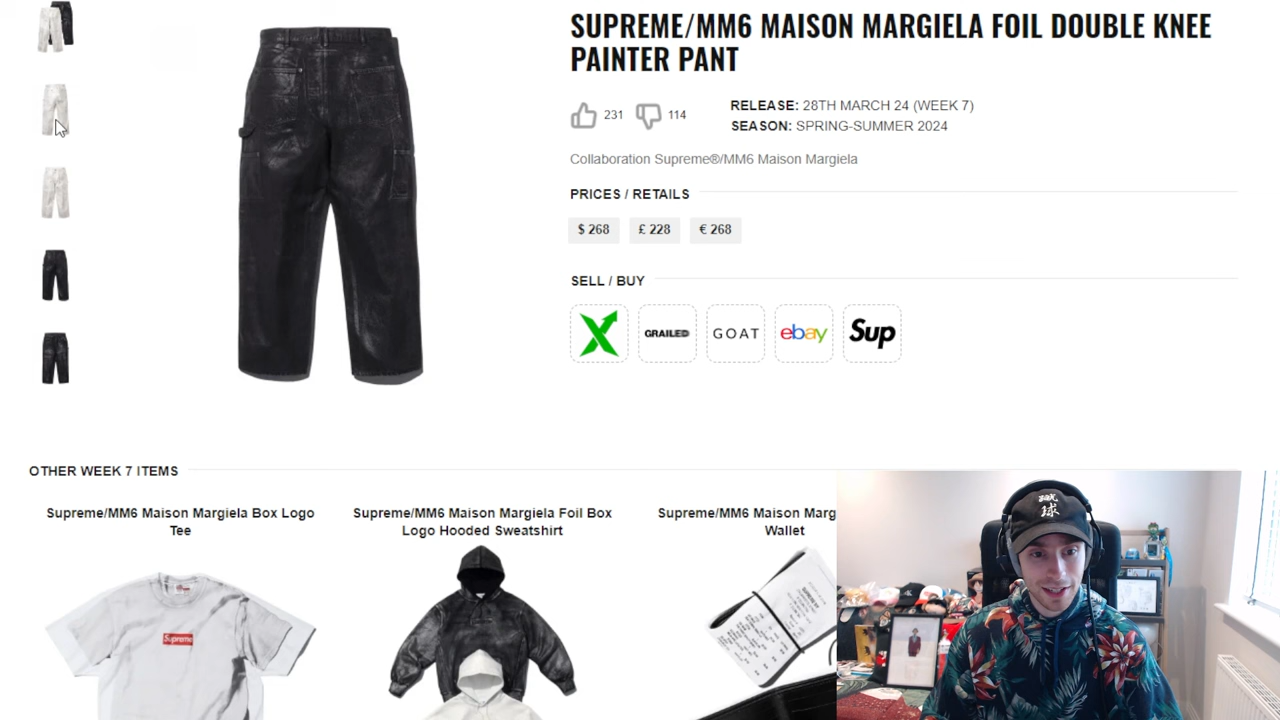 SUPREME/MM6 MAISON MARGIELA FOIL DOUBLE KNEE
PAINTER PANT
231
114
RELEASE: 28TH MARCH 24 (WEEK 7)
SEASON: SPRING-SUMMER 2024
Collaboration Supreme®/MM6 Maison Margiela
PRICES / RETAILS
$ 268
£ 228
€ 268
SELL / BUY
GRAILED
GOAT
ebay
Sup
OTHER WEEK 7 ITEMS
Supreme/MM6 Maison Margiela Box Logo
Tee
Supreme/MM6 Maison Margiela Foil Box
Logo Hooded Sweatshirt
Supreme/MM6 Maison Marg
Wallet
Supreme
球